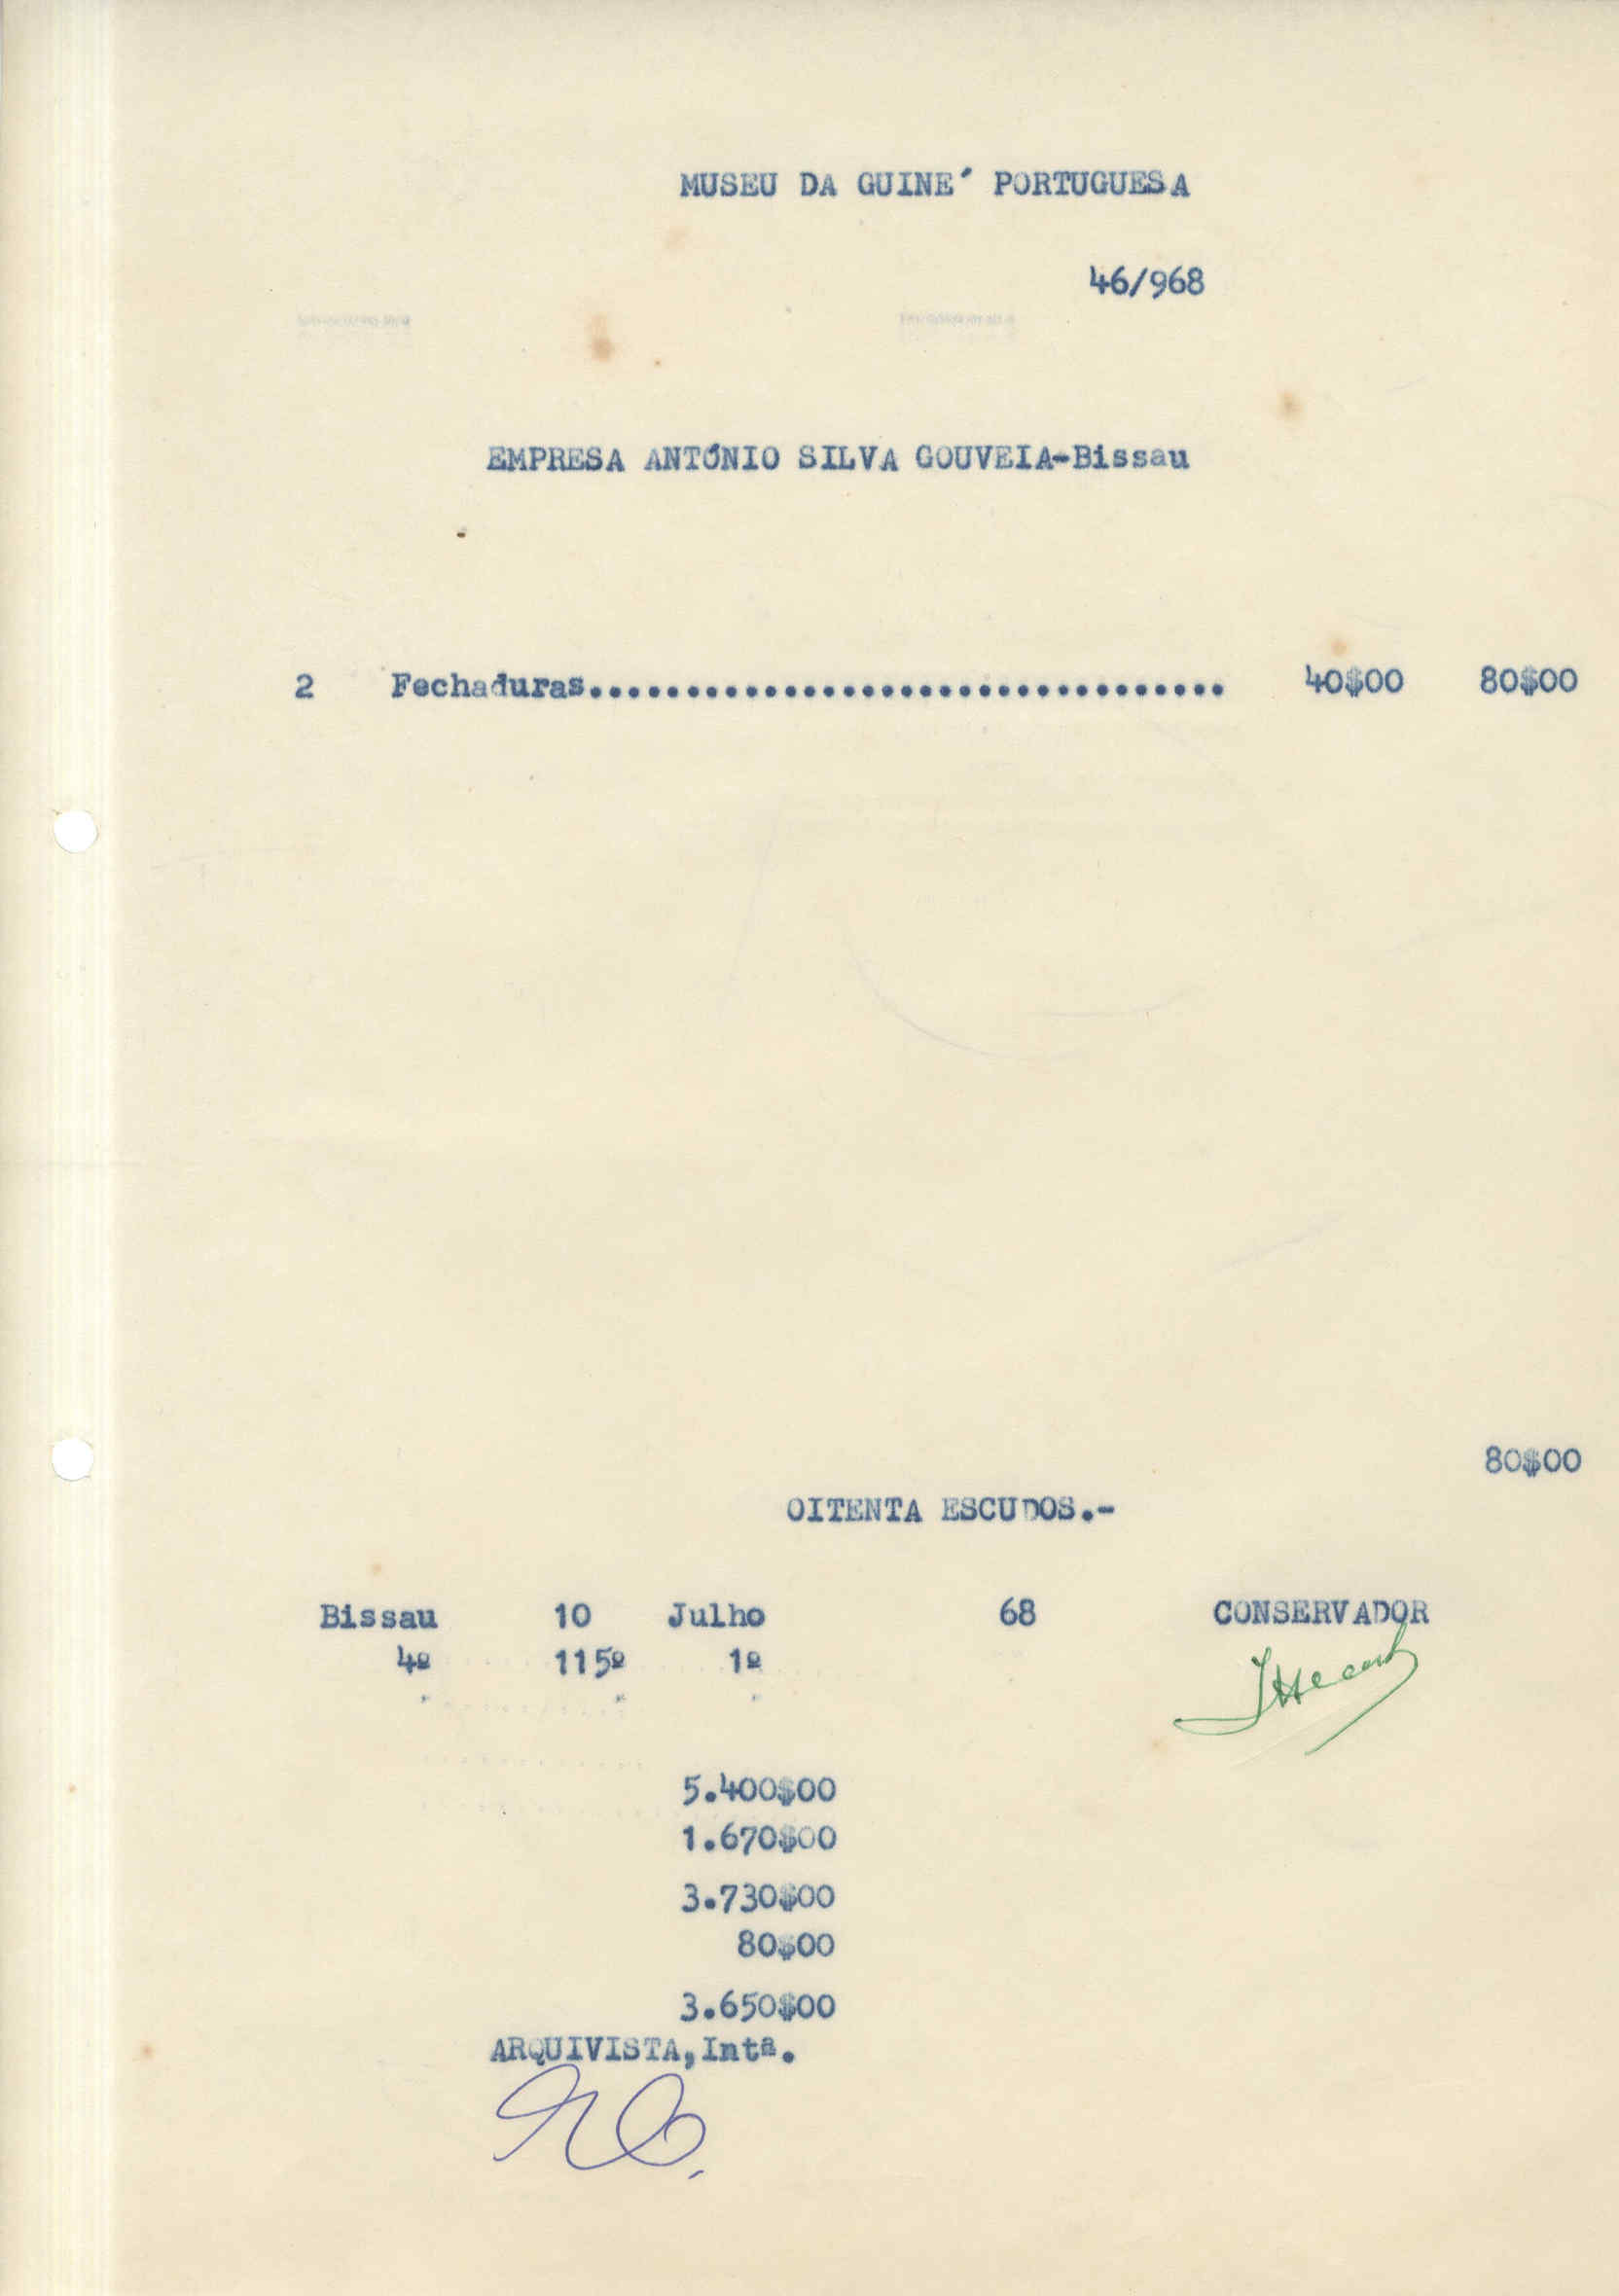 MUSEU DA GUINE´ PORTUGUESA
46/968
EMPRESA ANTÓNIO SILVA GOUVEIA-Bissau
2 Fechaduras................................. 40$00 80$00
80$00
OITENTA ESCUDOS.-
Bissau 10 Julho 68 CONSERVADOR
4º 115º 1º
" " "
5.400$00
1.670$00
3.730$00
80$00
3.650$00
ARQUIVISTA,Intª.